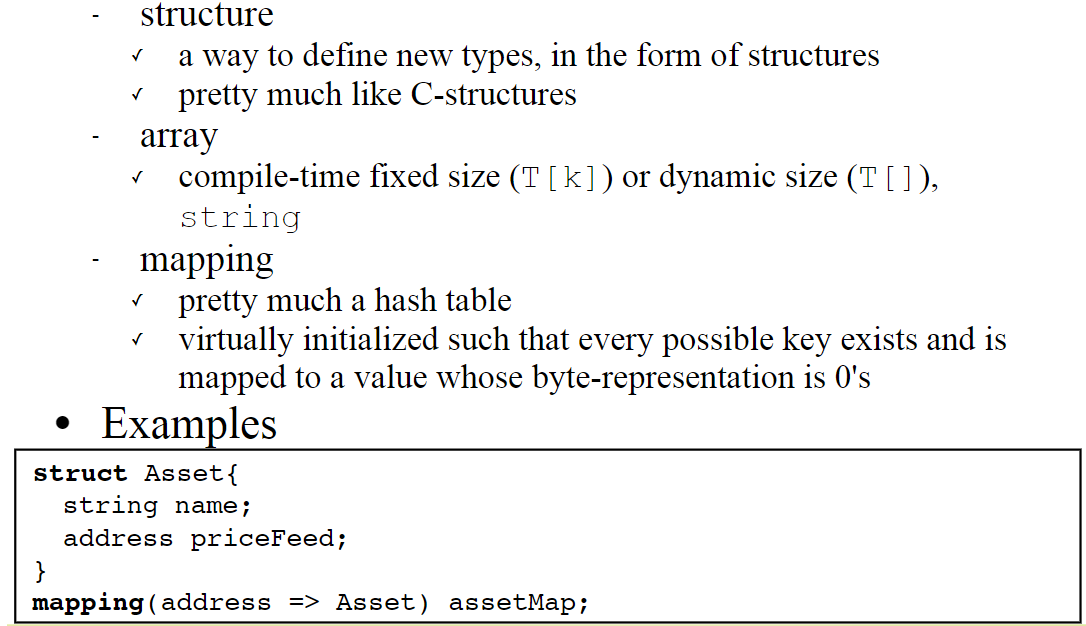 - structure
✓ a way to define new types, in the form of structures
✓ pretty much like C-structures
- array
✓ compile-time fixed size (T[k]) or dynamic size (T[]),
string
- mapping
✓ pretty much a hash table
✓ virtually initialized such that every possible key exists and is
mapped to a value whose byte-representation is 0's
• Examples
struct Asset{
  string name;
  address priceFeed;
}
mapping(address => Asset) assetMap;